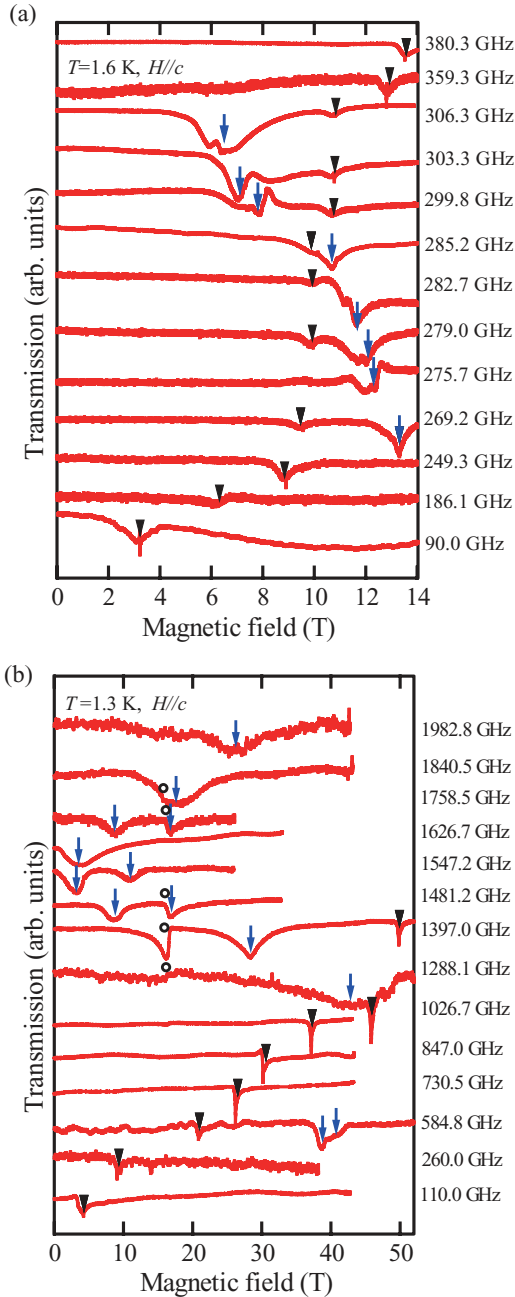 (a)
T=1.6 K, H//c
380.3 GHz
359.3 GHz
306.3 GHz
303.3 GHz
299.8 GHz
285.2 GHz
282.7 GHz
279.0 GHz
275.7 GHz
269.2 GHz
249.3 GHz
186.1 GHz
90.0 GHz
Transmission (arb. units)
0 2 4 6 8 10 12 14
Magnetic field (T)
(b)
T=1.3 K, H//c
1982.8 GHz
1840.5 GHz
1758.5 GHz
1626.7 GHz
1547.2 GHz
1481.2 GHz
1397.0 GHz
1288.1 GHz
1026.7 GHz
847.0 GHz
730.5 GHz
584.8 GHz
260.0 GHz
110.0 GHz
Transmission (arb. units)
0 10 20 30 40 50
Magnetic field (T)